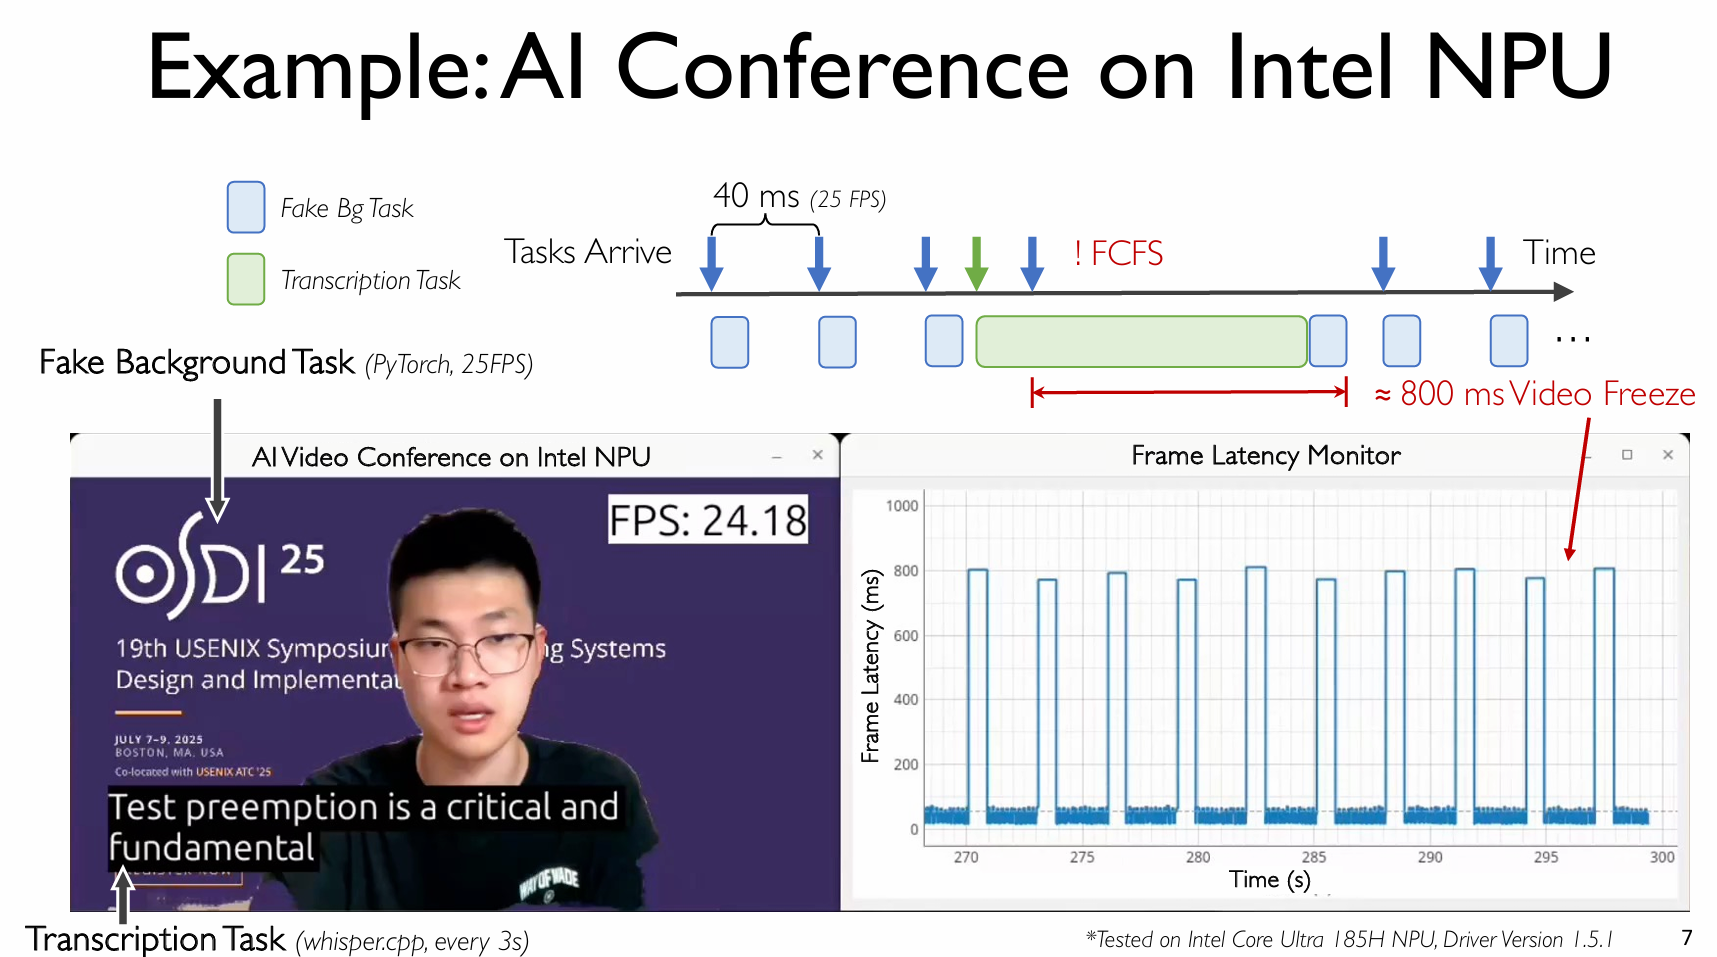 Example: AI Conference on Intel NPU
Fake Bg Task
Transcription Task
40 ms (25 FPS)
Tasks Arrive
! FCFS
Time
...
≈ 800 ms Video Freeze
Fake Background Task (PyTorch, 25FPS)
AI Video Conference on Intel NPU
FPS: 24.18
OSDI 25
19th USENIX Symposium
ng Systems
Design and Implementat
JULY 7–9, 2025
BOSTON, MA, USA
Co-located with USENIX ATC '25
Test preemption is a critical and
fundamental
WAY OF WADE
Transcription Task (whisper.cpp, every 3s)
Frame Latency Monitor
Frame Latency (ms)
1000
800
600
400
200
0
270 275 280 285 290 295 300
Time (s)
*Tested on Intel Core Ultra 185H NPU, Driver Version 1.5.1
7